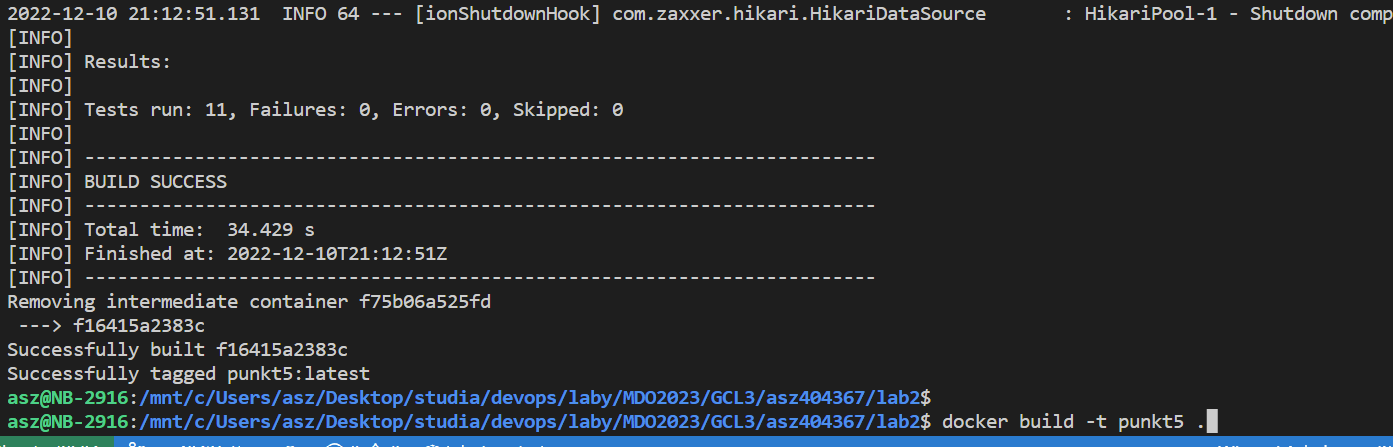 2022-12-10 21:12:51.131  INFO 64 --- [ionShutdownHook] com.zaxxer.hikari.HikariDataSource       : HikariPool-1 - Shutdown comp
[INFO]
[INFO] Results:
[INFO]
[INFO] Tests run: 11, Failures: 0, Errors: 0, Skipped: 0
[INFO]
[INFO] ------------------------------------------------------------------------
[INFO] BUILD SUCCESS
[INFO] ------------------------------------------------------------------------
[INFO] Total time:  34.429 s
[INFO] Finished at: 2022-12-10T21:12:51Z
[INFO] ------------------------------------------------------------------------
Removing intermediate container f75b06a525fd
 ---> f16415a2383c
Successfully built f16415a2383c
Successfully tagged punkt5:latest
asz@NB-2916:/mnt/c/Users/asz/Desktop/studia/devops/laby/MDO2023/GCL3/asz404367/lab2$
asz@NB-2916:/mnt/c/Users/asz/Desktop/studia/devops/laby/MDO2023/GCL3/asz404367/lab2$ docker build -t punkt5 .